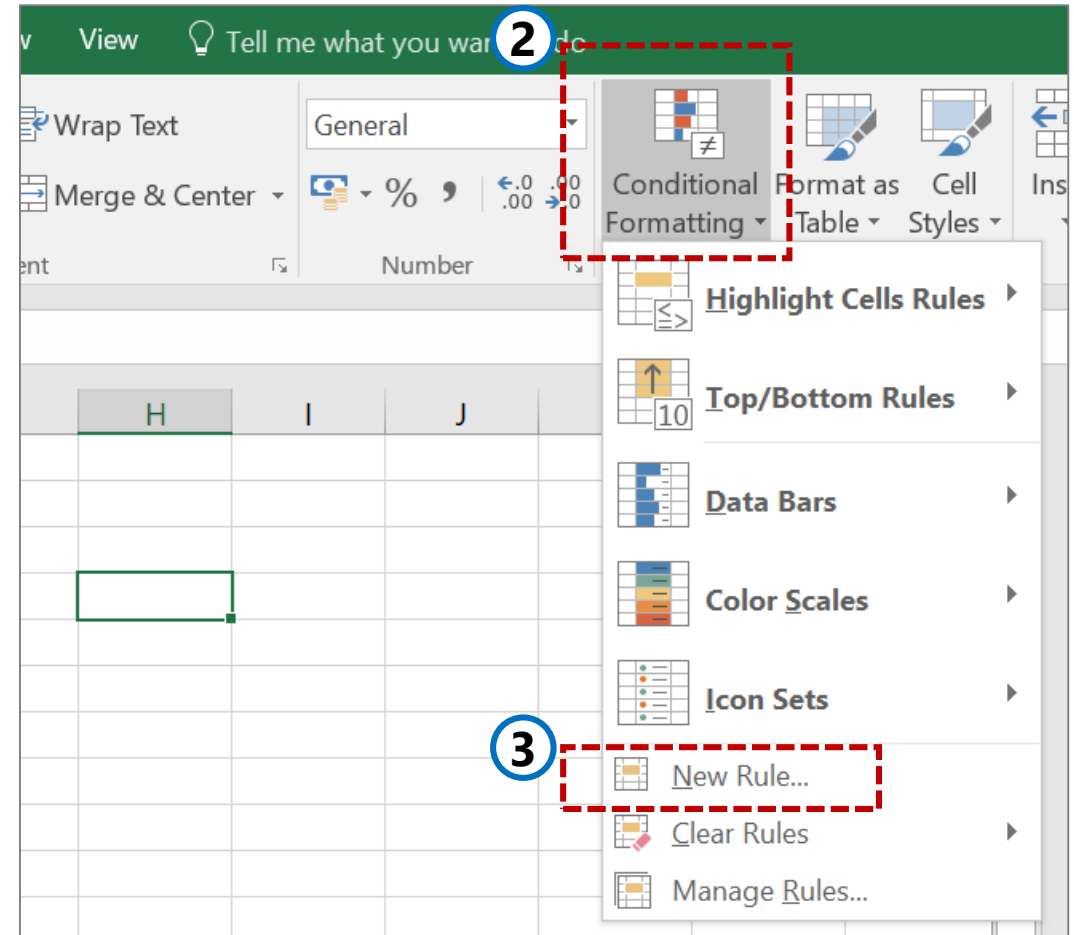 View Tell me what you wan do
2
Wrap Text General
Merge & Center % .0 .00 .00 .0
Conditional Formatting
Format as Table
Cell Styles
Ins
ent Number
Highlight Cells Rules
Top/Bottom Rules
10
H I J
Data Bars
Color Scales
Icon Sets
3
New Rule...
Clear Rules
Manage Rules...